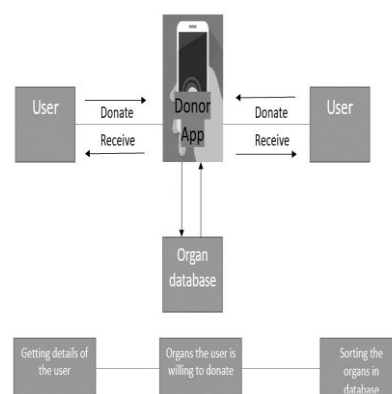 User
Donate
Receive
Donor
App
Donate
Receive
User
Organ
database
Getting details of
the user
Organs the user is
willing to donate
Sorting the
organs in
database